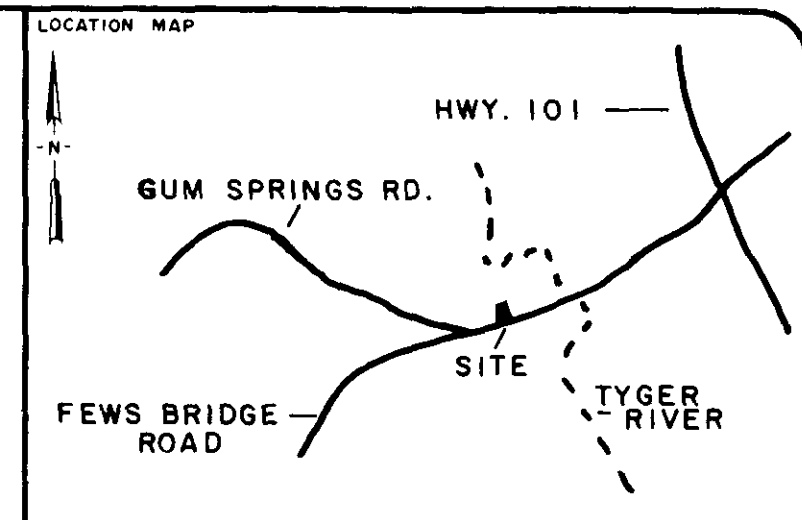 LOCATION MAP
-N-
HWY. 101
GUM SPRINGS RD.
SITE
FEWS BRIDGE
ROAD
TYGER
RIVER